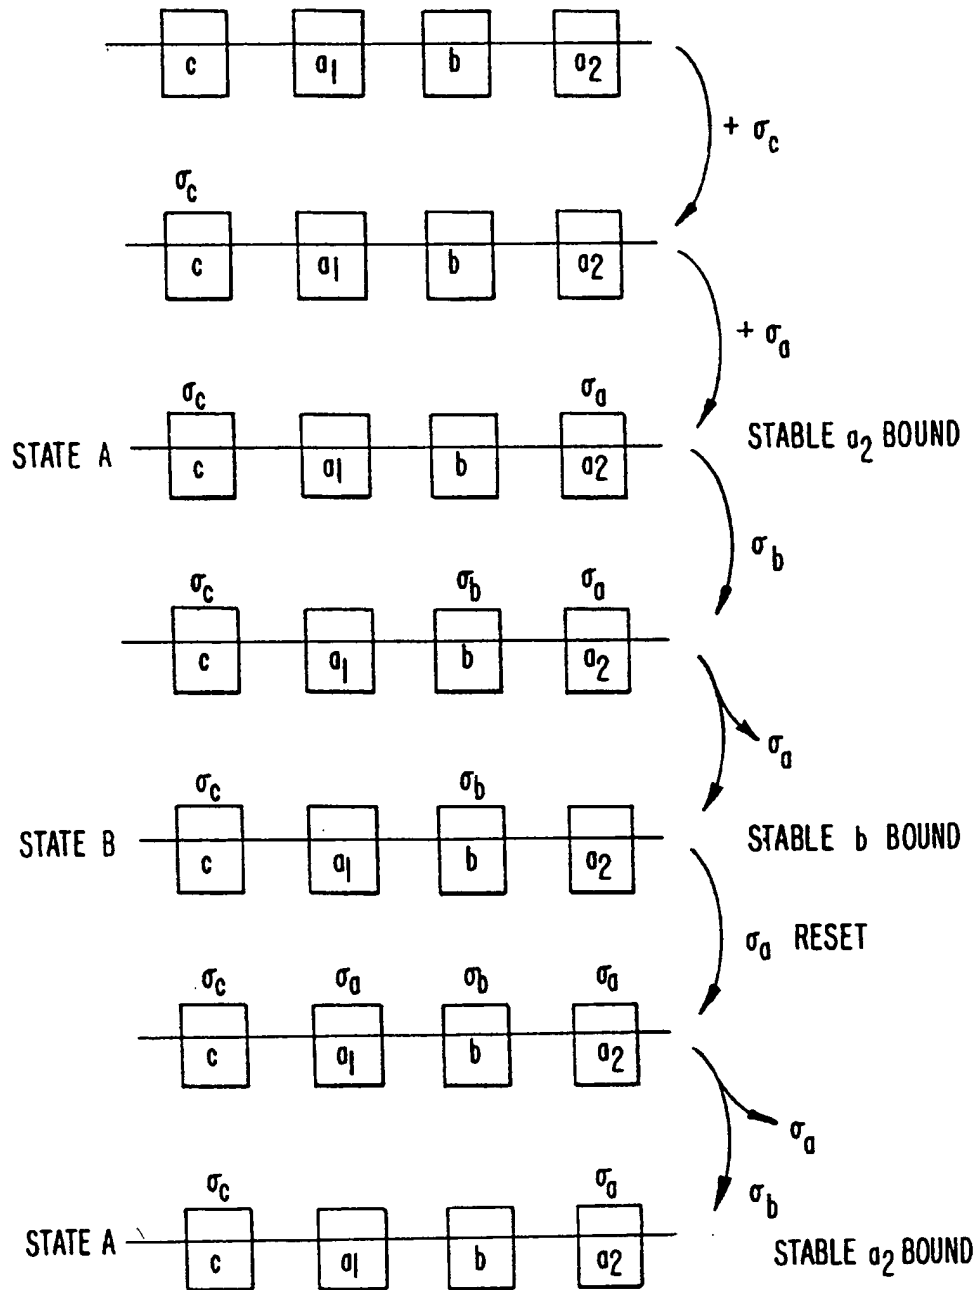 c a1 b a2
+ σc
σc
c a1 b a2
+ σa
σc σa
STATE A c a1 b a2 STABLE a2 BOUND
σb
σc σb σa
c a1 b a2
σa
σc σb
STATE B c a1 b a2 STABLE b BOUND
σa RESET
σc σa σb σa
c a1 b a2
σa
σb
σc σa
STATE A c a1 b a2 STABLE a2 BOUND